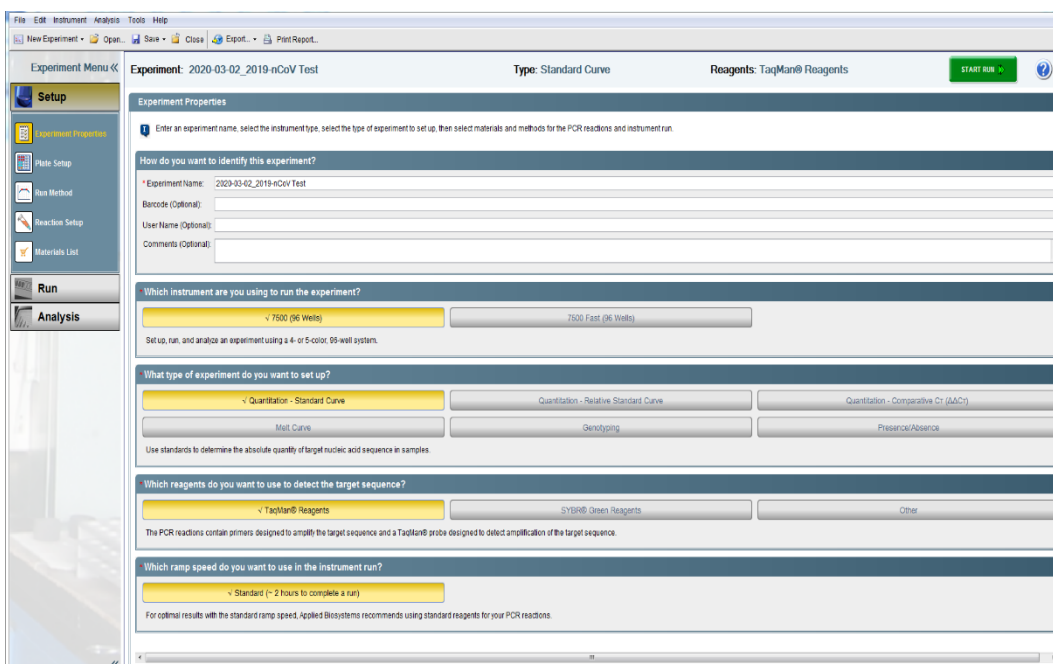 File Edit Instrument Analysis Tools Help
New Experiment Open... Save Close Export... Print Report...
Experiment Menu « Experiment: 2020-03-02_2019-nCoV Test Type: Standard Curve Reagents: TaqMan® Reagents START RUN
Setup
Experiment Properties
Plate Setup
Run Method
Reaction Setup
Materials List
Run
Analysis
Experiment Properties
Enter an experiment name, select the instrument type, select the type of experiment to set up, then select materials and methods for the PCR reactions and instrument run.
How do you want to identify this experiment?
* Experiment Name: 2020-03-02_2019-nCoV Test
Barcode (Optional):
User Name (Optional):
Comments (Optional):
* Which instrument are you using to run the experiment?
√ 7500 (96 Wells) 7500 Fast (96 Wells)
Set up, run, and analyze an experiment using a 4- or 5-color, 96-well system.
* What type of experiment do you want to set up?
√ Quantitation - Standard Curve Quantitation - Relative Standard Curve Quantitation - Comparative CT (ΔΔCT)
Melt Curve Genotyping Presence/Absence
Use standards to determine the absolute quantity of target nucleic acid sequence in samples.
* Which reagents do you want to use to detect the target sequence?
√ TaqMan® Reagents SYBR® Green Reagents Other
The PCR reactions contain primers designed to amplify the target sequence and a TaqMan® probe designed to detect amplification of the target sequence.
* Which ramp speed do you want to use in the instrument run?
√ Standard (~ 2 hours to complete a run)
For optimal results with the standard ramp speed, Applied Biosystems recommends using standard reagents for your PCR reactions.